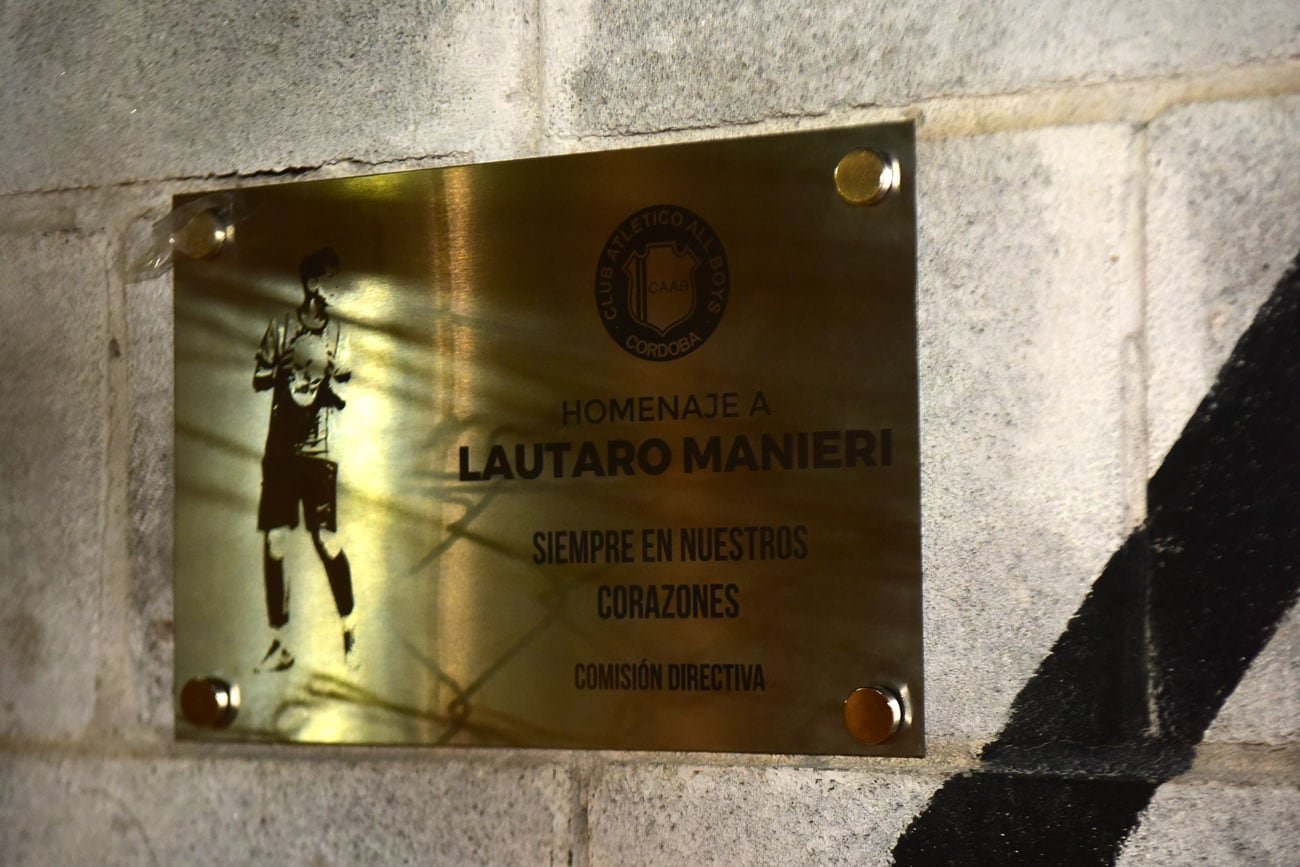 CLUB ATLETICO ALL BOYS
CAAB
CORDOBA
HOMENAJE A
LAUTARO MANIERI
SIEMPRE EN NUESTROS
CORAZONES
COMISIÓN DIRECTIVA